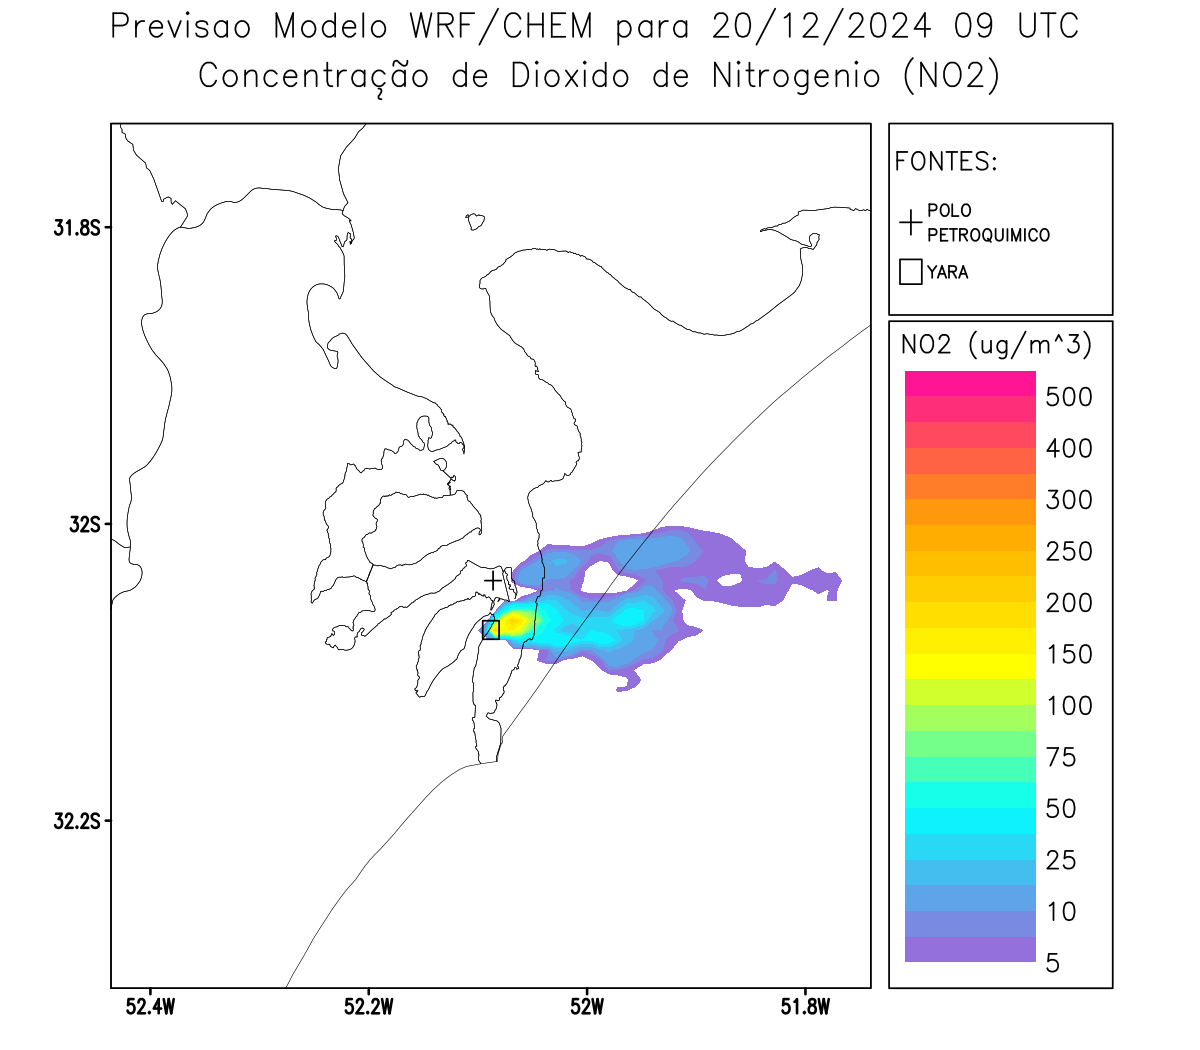 Previsao Modelo WRF/CHEM para 20/12/2024 09 UTC
Concentração de Dioxido de Nitrogenio (NO2)
FONTES:
POLO
PETROQUIMICO
YARA
NO2 (ug/m^3)
500
400
300
250
200
150
100
75
50
25
10
5
31.8S
32S
32.2S
52.4W
52.2W
52W
51.8W